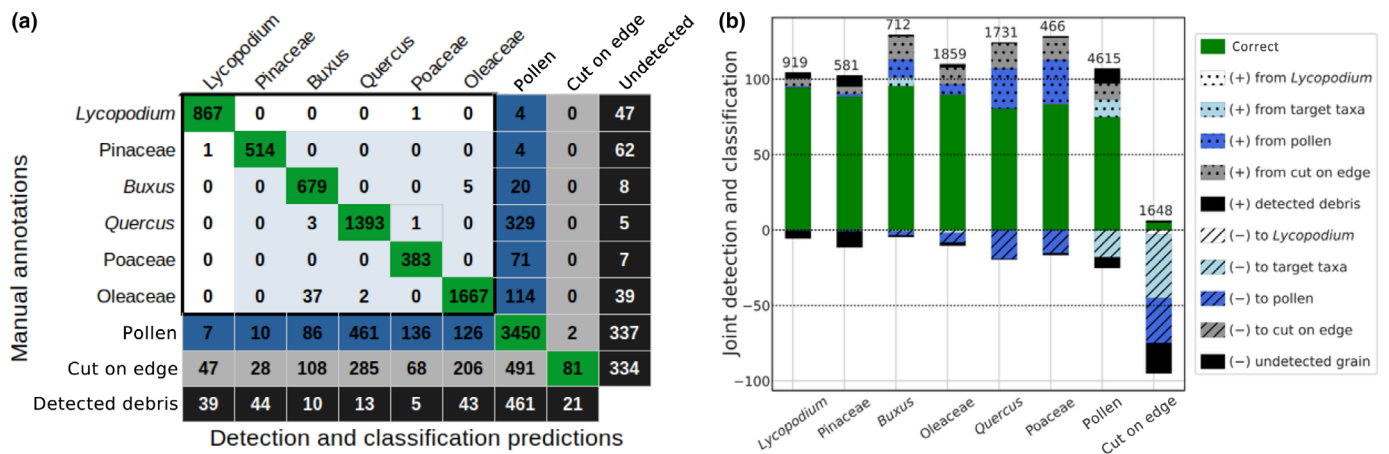 (a)
Lycopodium Pinaceae Buxus Quercus Poaceae Oleaceae Pollen Cut on edge Undetected
Manual annotations
Lycopodium 867 0 0 0 1 0 4 0 47
Pinaceae 1 514 0 0 0 0 4 0 62
Buxus 0 0 679 0 0 5 20 0 8
Quercus 0 0 3 1393 1 0 329 0 5
Poaceae 0 0 0 0 383 0 71 0 7
Oleaceae 0 0 37 2 0 1667 114 0 39
Pollen 7 10 86 461 136 126 3450 2 337
Cut on edge 47 28 108 285 68 206 491 81 334
Detected debris 39 44 10 13 5 43 461 21
Detection and classification predictions
(b)
Joint detection and classification
100
50
0
−50
−100
919 581 712 1859 1731 466 4615 1648
Lycopodium Pinaceae Buxus Oleaceae Quercus Poaceae Pollen Cut on edge
Correct
(+) from Lycopodium
(+) from target taxa
(+) from pollen
(+) from cut on edge
(+) detected debris
(−) to Lycopodium
(−) to target taxa
(−) to pollen
(−) to cut on edge
(−) undetected grain